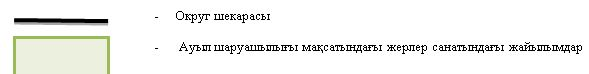 - Округ шекарасы
- Ауыл шаруашылығы мақсатындағы жерлер санатындағы жайылымдар